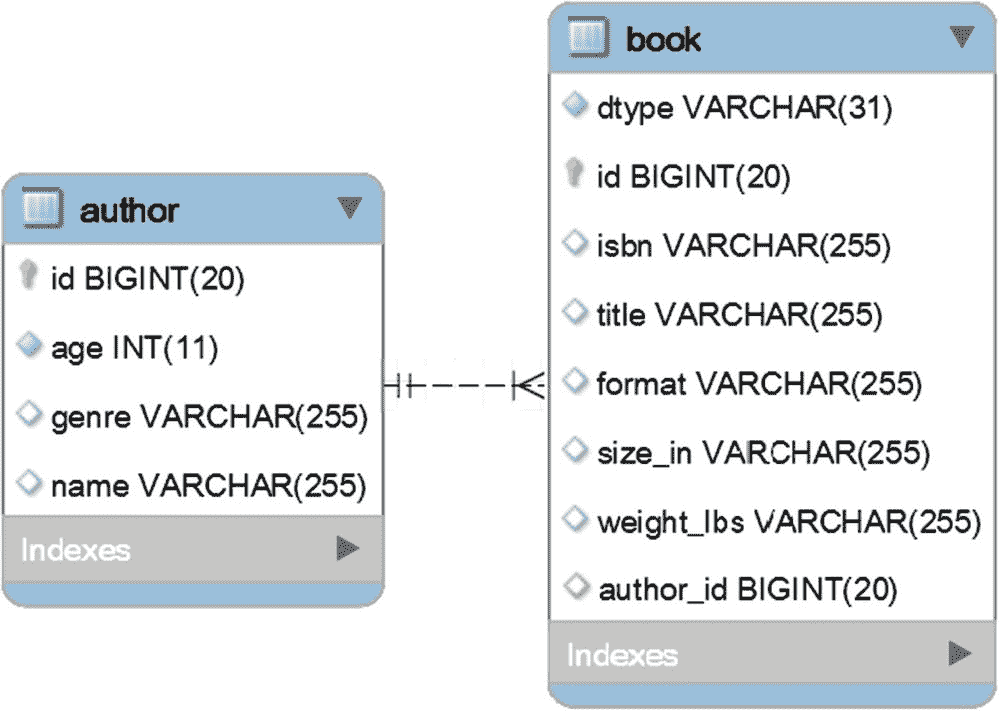 author
id BIGINT(20)
age INT(11)
genre VARCHAR(255)
name VARCHAR(255)
Indexes
book
dtype VARCHAR(31)
id BIGINT(20)
isbn VARCHAR(255)
title VARCHAR(255)
format VARCHAR(255)
size_in VARCHAR(255)
weight_lbs VARCHAR(255)
author_id BIGINT(20)
Indexes